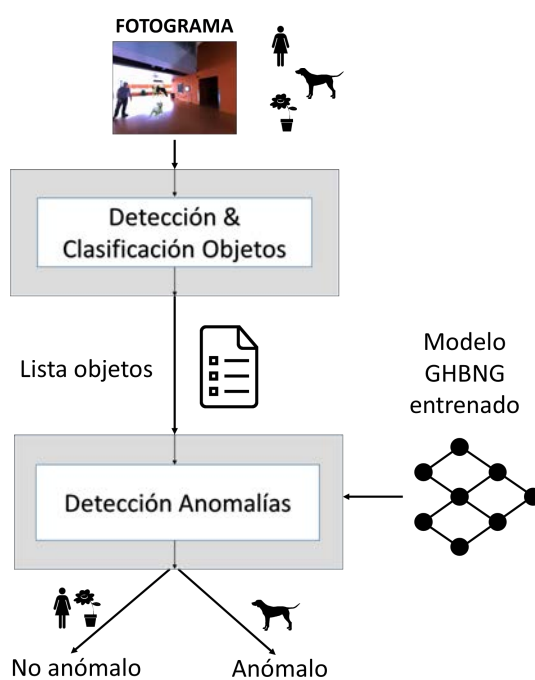 FOTOGRAMA
Detección &
Clasificación Objetos
Lista objetos
Modelo
GHBNG
entrenado
Detección Anomalías
No anómalo
Anómalo